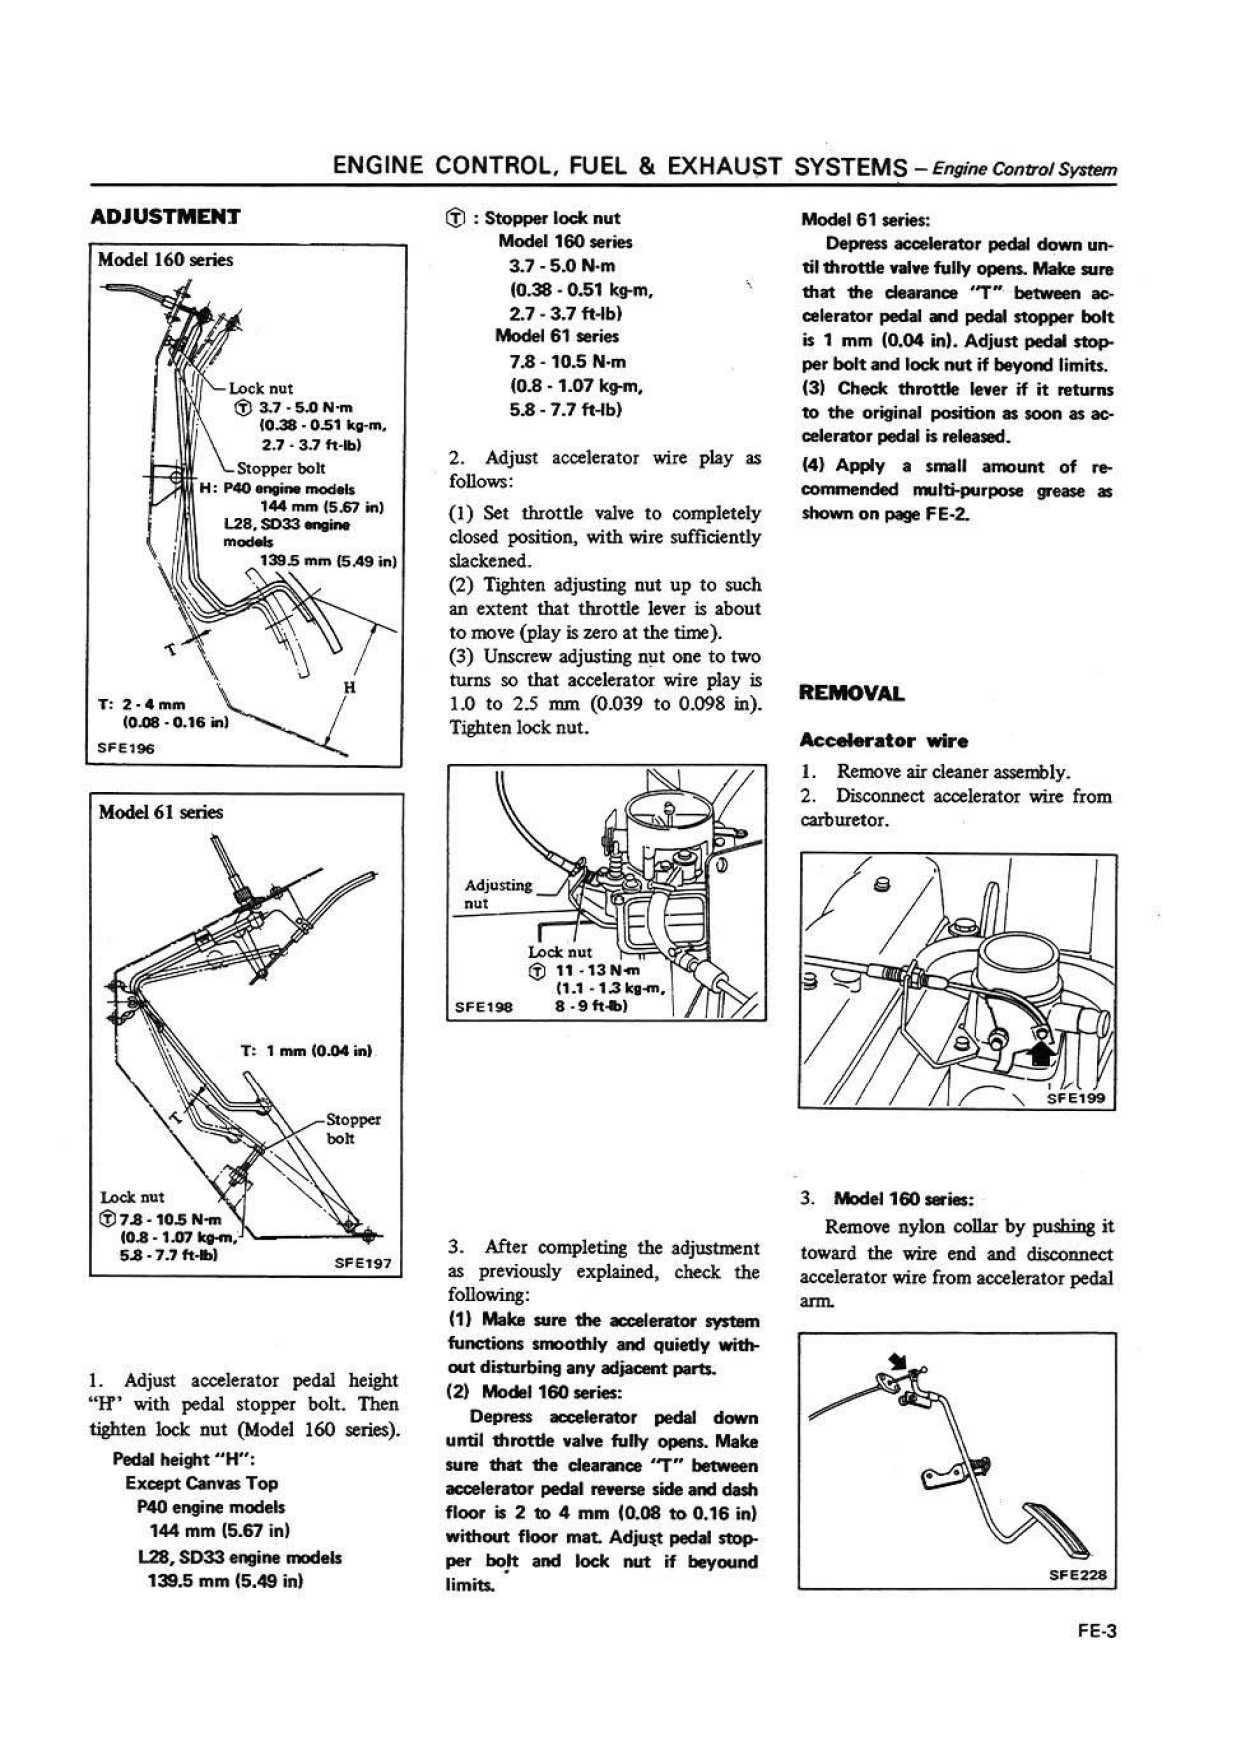 ENGINE CONTROL, FUEL & EXHAUST SYSTEMS – Engine Control System
ADJUSTMENT
Model 160 series
Lock nut
Ⓣ 3.7 - 5.0 N·m
(0.38 - 0.51 kg-m,
2.7 - 3.7 ft-lb)
Stopper bolt
H: P40 engine models
144 mm (5.67 in)
L28, SD33 engine
models
139.5 mm (5.49 in)
T
H
T: 2 - 4 mm
(0.08 - 0.16 in)
SFE196
Model 61 series
T: 1 mm (0.04 in)
T
Stopper
bolt
Lock nut
Ⓣ 7.8 - 10.5 N·m
(0.8 - 1.07 kg-m,
5.8 - 7.7 ft-lb)
SFE197
1. Adjust accelerator pedal height
“H” with pedal stopper bolt. Then
tighten lock nut (Model 160 series).
Pedal height "H":
Except Canvas Top
P40 engine models
144 mm (5.67 in)
L28, SD33 engine models
139.5 mm (5.49 in)
Ⓣ : Stopper lock nut
Model 160 series
3.7 - 5.0 N·m
(0.38 - 0.51 kg-m,
2.7 - 3.7 ft-lb)
Model 61 series
7.8 - 10.5 N·m
(0.8 - 1.07 kg-m,
5.8 - 7.7 ft-lb)
2. Adjust accelerator wire play as
follows:
(1) Set throttle valve to completely
closed position, with wire sufficiently
slackened.
(2) Tighten adjusting nut up to such
an extent that throttle lever is about
to move (play is zero at the time).
(3) Unscrew adjusting nut one to two
turns so that accelerator wire play is
1.0 to 2.5 mm (0.039 to 0.098 in).
Tighten lock nut.
Adjusting
nut
Lock nut
Ⓣ 11 - 13 N·m
(1.1 - 1.3 kg-m,
8 - 9 ft-lb)
SFE198
3. After completing the adjustment
as previously explained, check the
following:
(1) Make sure the accelerator system
functions smoothly and quietly with-
out disturbing any adjacent parts.
(2) Model 160 series:
Depress accelerator pedal down
until throttle valve fully opens. Make
sure that the clearance "T" between
accelerator pedal reverse side and dash
floor is 2 to 4 mm (0.08 to 0.16 in)
without floor mat. Adjust pedal stop-
per bolt and lock nut if beyound
limits.
Model 61 series:
Depress accelerator pedal down un-
til throttle valve fully opens. Make sure
that the clearance "T" between ac-
celerator pedal and pedal stopper bolt
is 1 mm (0.04 in). Adjust pedal stop-
per bolt and lock nut if beyond limits.
(3) Check throttle lever if it returns
to the original position as soon as ac-
celerator pedal is released.
(4) Apply a small amount of re-
commended multi-purpose grease as
shown on page FE-2.
REMOVAL
Accelerator wire
1. Remove air cleaner assembly.
2. Disconnect accelerator wire from
carburetor.
SFE199
3. Model 160 series:
Remove nylon collar by pushing it
toward the wire end and disconnect
accelerator wire from accelerator pedal
arm.
SFE228
FE-3